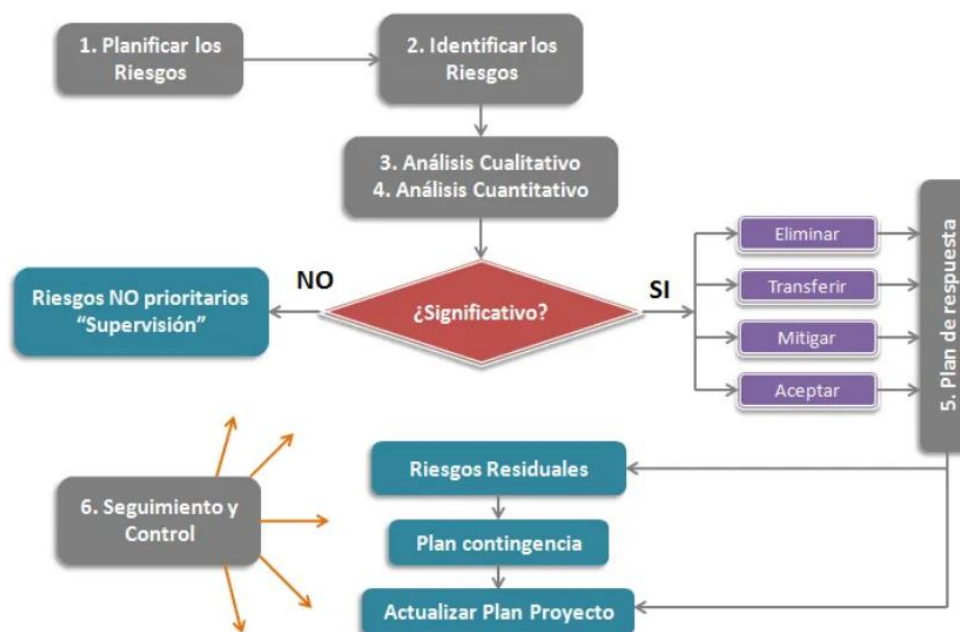 1. Planificar los
Riesgos
2. Identificar los
Riesgos
3. Análisis Cualitativo
4. Análisis Cuantitativo
¿Significativo?
NO
SI
Riesgos NO prioritarios
“Supervisión”
Eliminar
Transferir
Mitigar
Aceptar
5. Plan de respuesta
Riesgos Residuales
Plan contingencia
Actualizar Plan Proyecto
6. Seguimiento y
Control